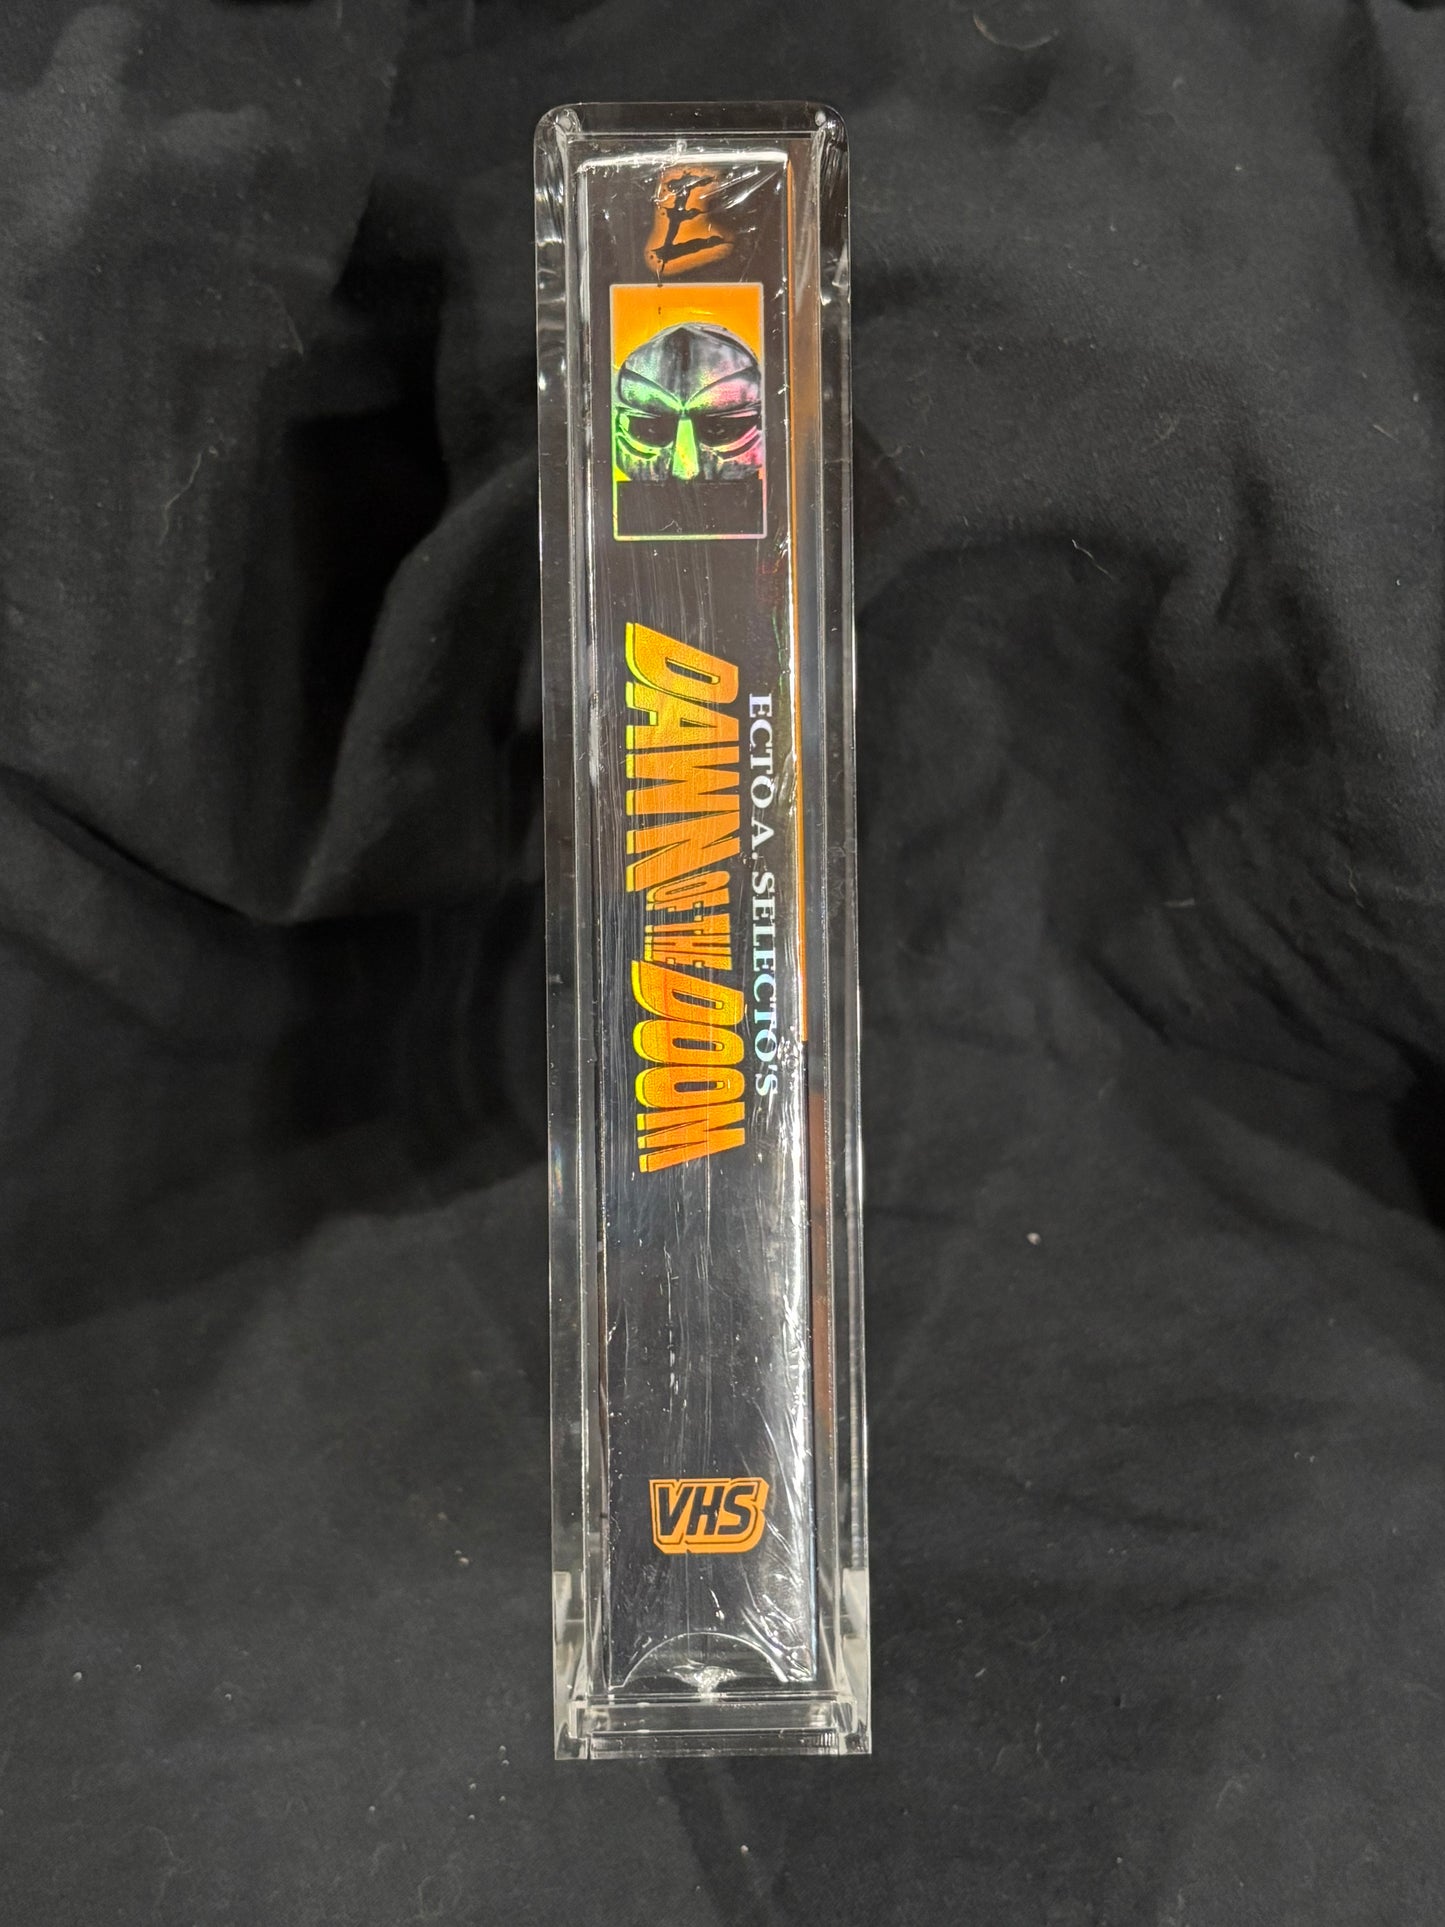 ECTO A. SELECTO'S
DAWN OF THE DOOM
VHS